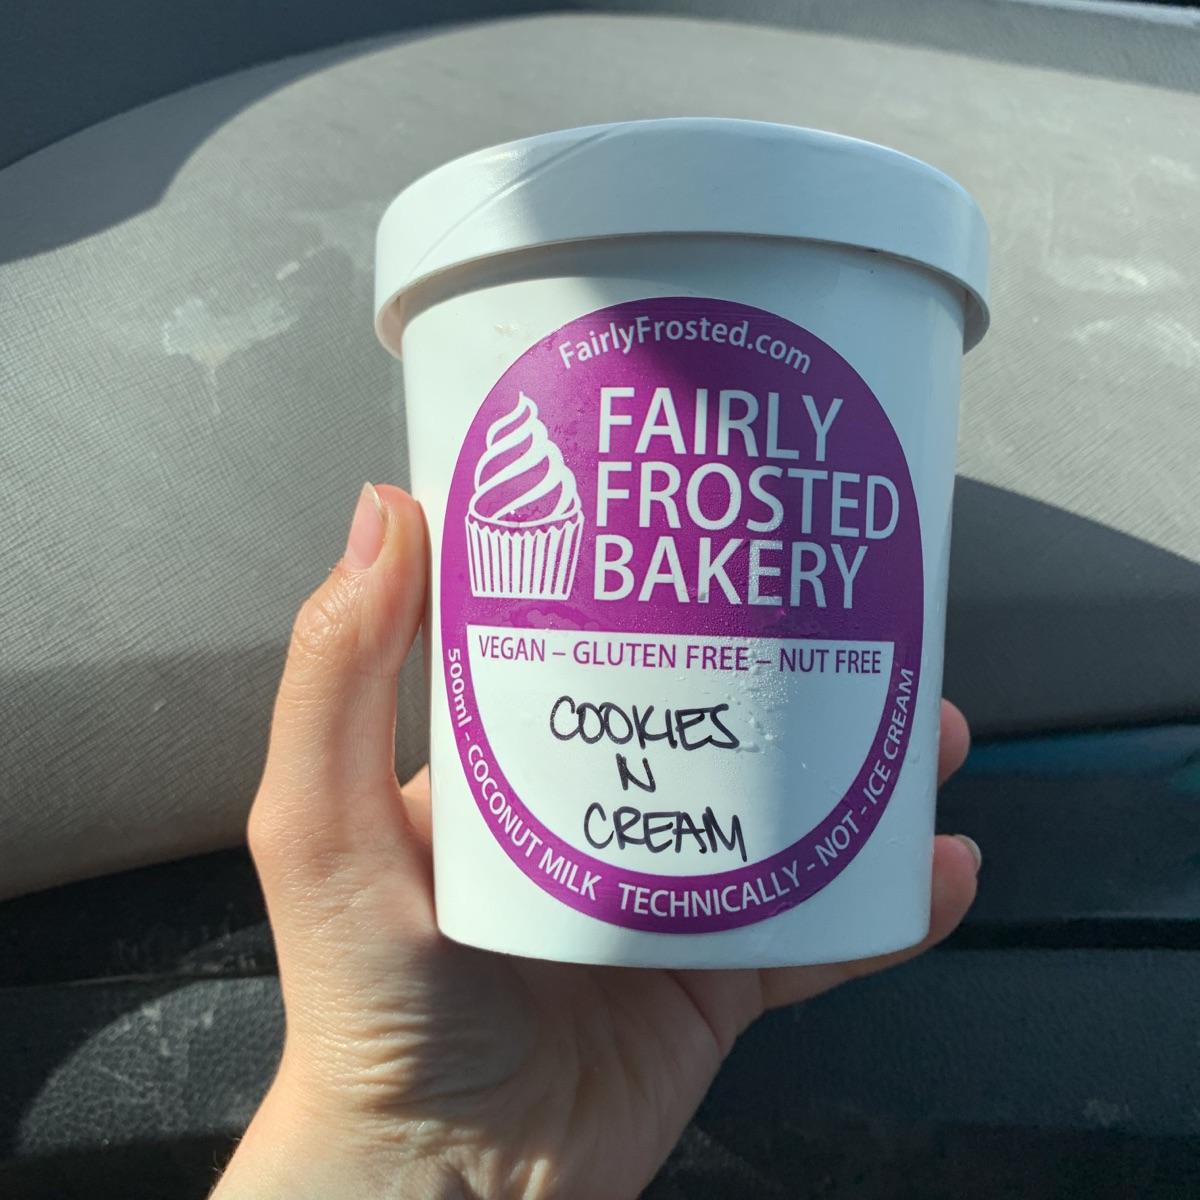 FairlyFrosted.com
FAIRLY
FROSTED
BAKERY
VEGAN – GLUTEN FREE – NUT FREE
COOKIES
N
CREAM
500ml - COCONUT MILK
TECHNICALLY - NOT - ICE CREAM